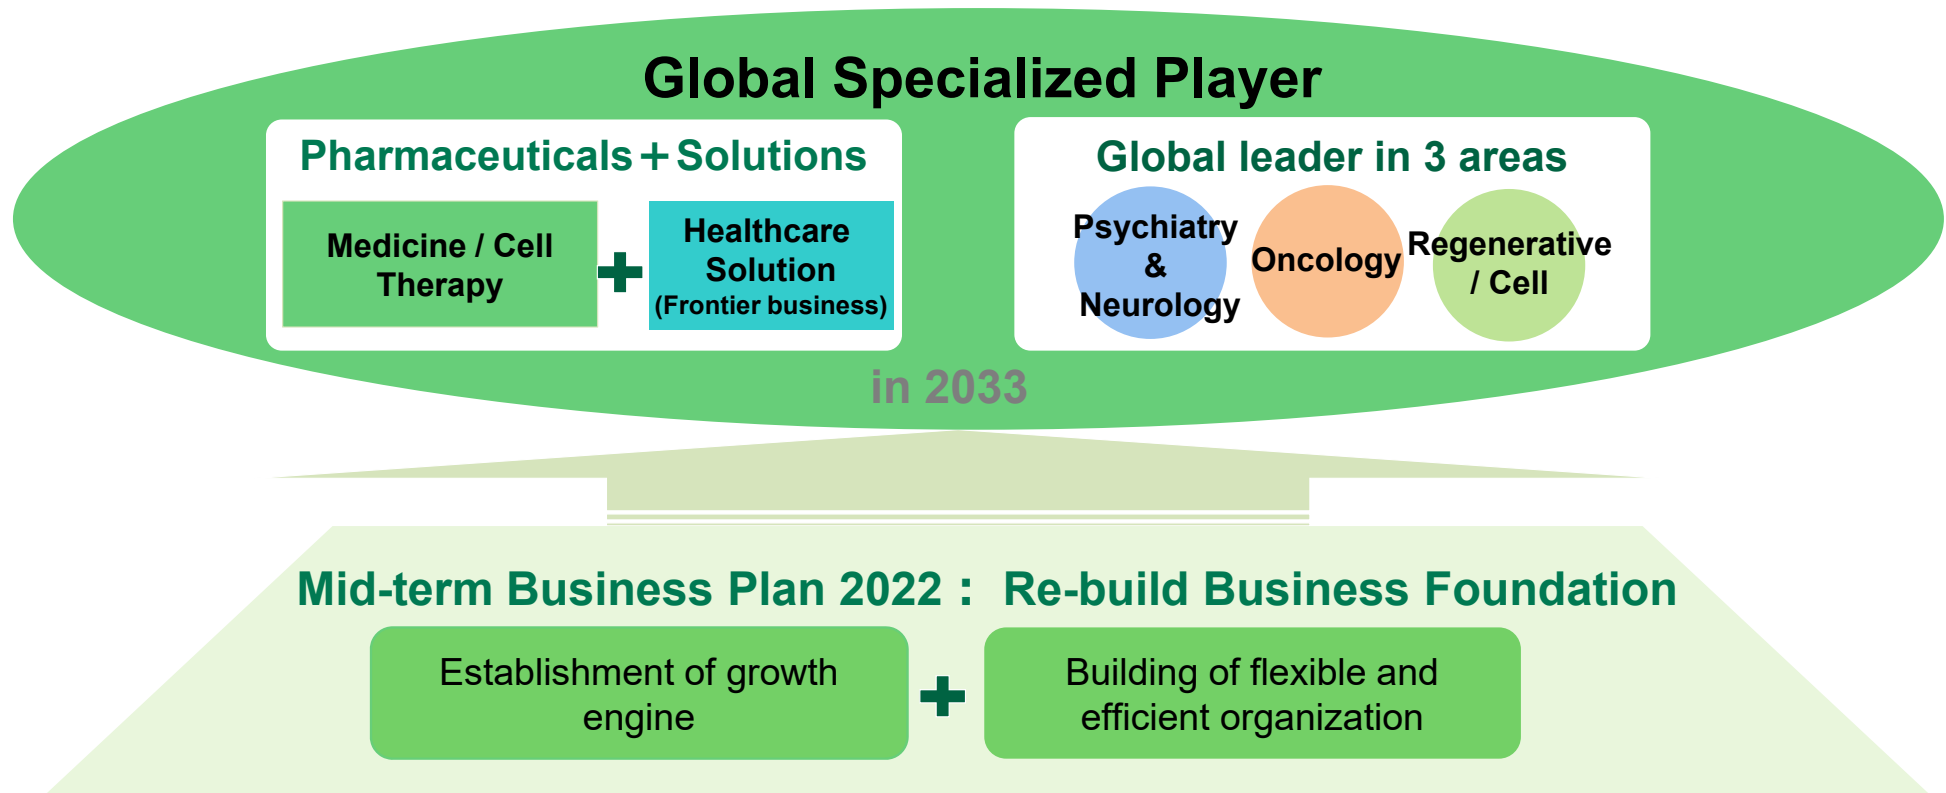 Global Specialized Player
Pharmaceuticals＋Solutions
Medicine / Cell
Therapy
Healthcare
Solution
(Frontier business)
Global leader in 3 areas
Psychiatry
&
Neurology
Oncology
Regenerative
/ Cell
in 2033
Mid-term Business Plan 2022： Re-build Business Foundation
Establishment of growth
engine
Building of flexible and
efficient organization